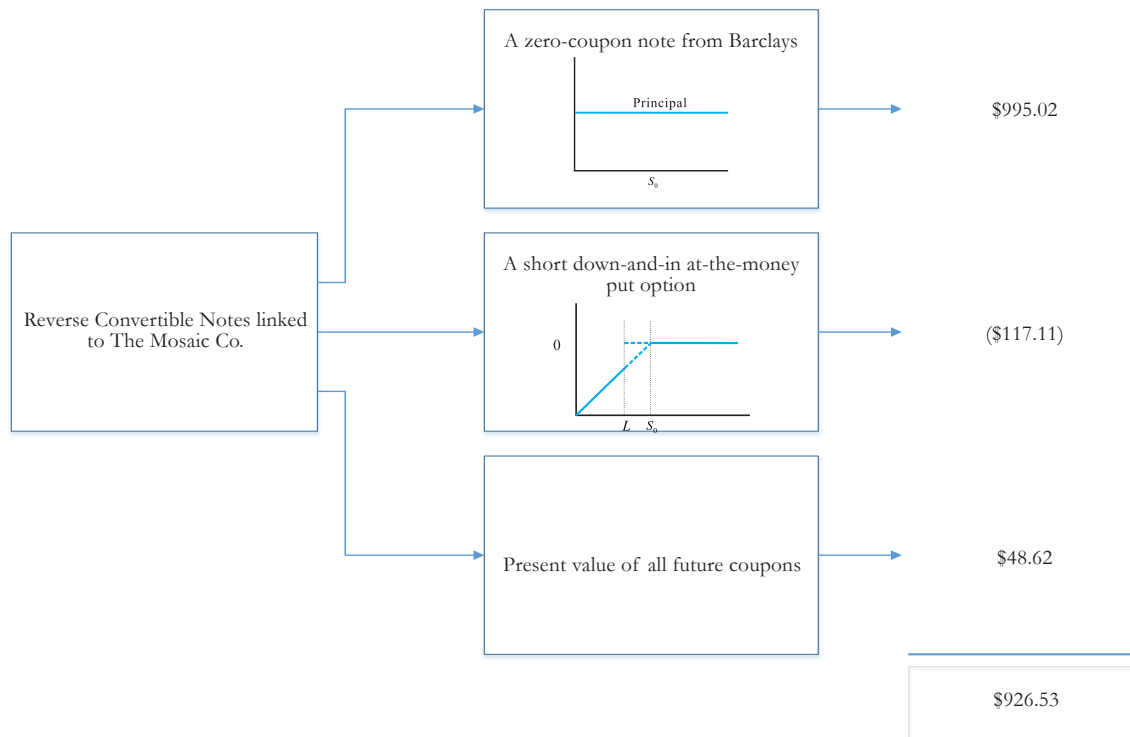 A zero-coupon note from Barclays
Principal
S₀
$995.02
Reverse Convertible Notes linked
to The Mosaic Co.
A short down-and-in at-the-money
put option
0
L S₀
($117.11)
Present value of all future coupons
$48.62
$926.53